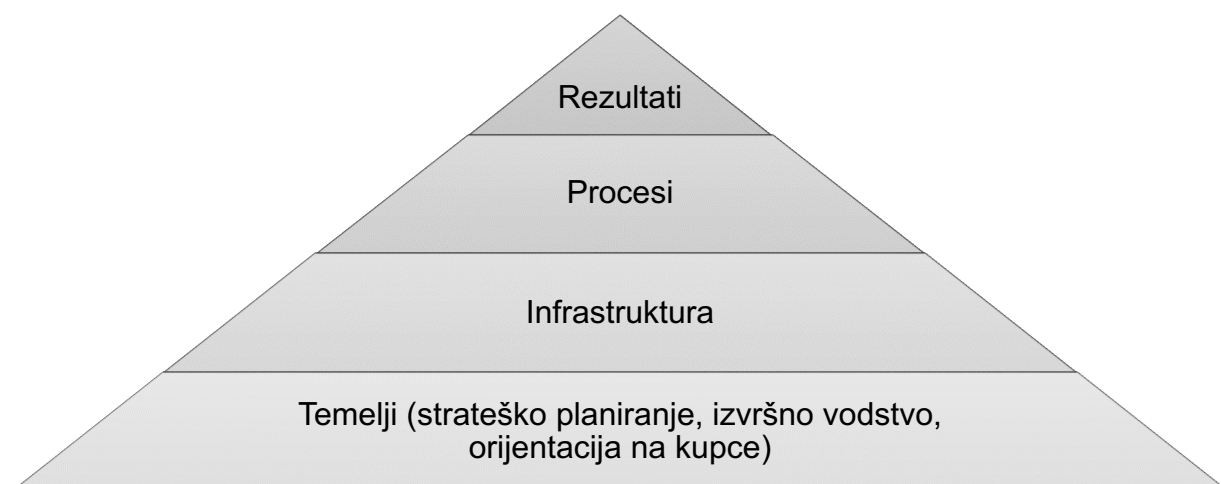 Rezultati
Procesi
Infrastruktura
Temelji (strateško planiranje, izvršno vodstvo,
orijentacija na kupce)